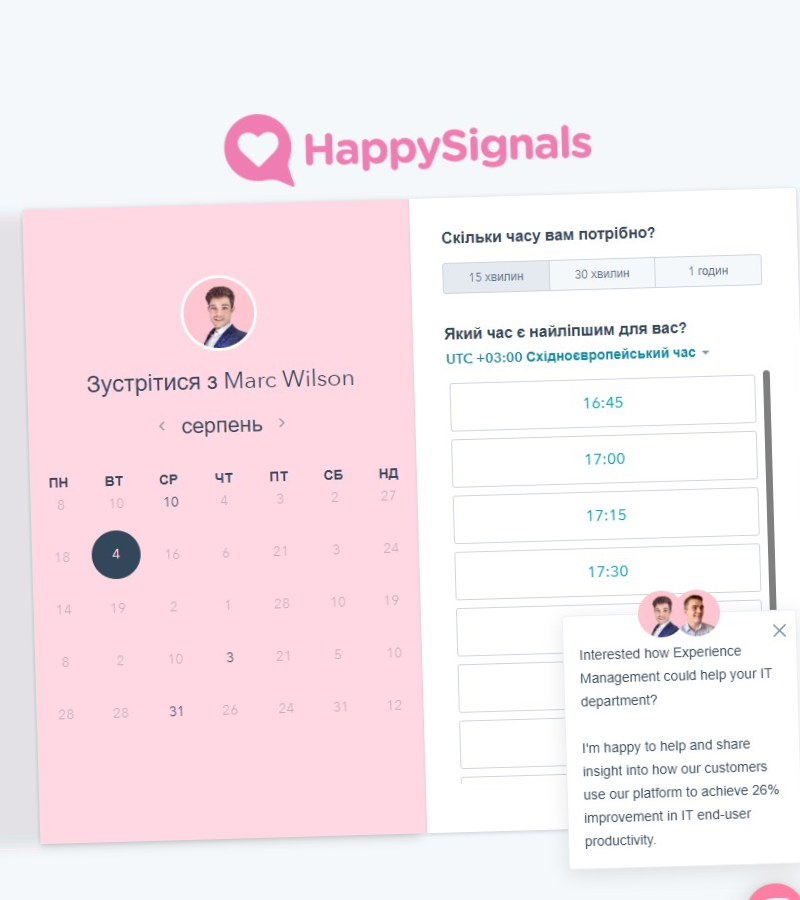 HappySignals
Зустрітися з Marc Wilson
серпень
ПН ВТ СР ЧТ ПТ СБ НД
8 10 10 4 3 2 27
18 4 16 6 21 3 24
14 19 2 1 28 10 19
8 2 10 3 21 5 10
28 28 31 26 24 31 12
Скільки часу вам потрібно?
15 хвилин 30 хвилин 1 годин
Який час є найліпшим для вас?
UTC +03:00 Східноєвропейський час
16:45
17:00
17:15
17:30
Interested how Experience
Management could help your IT
department?
I'm happy to help and share
insight into how our customers
use our platform to achieve 26%
improvement in IT end-user
productivity.